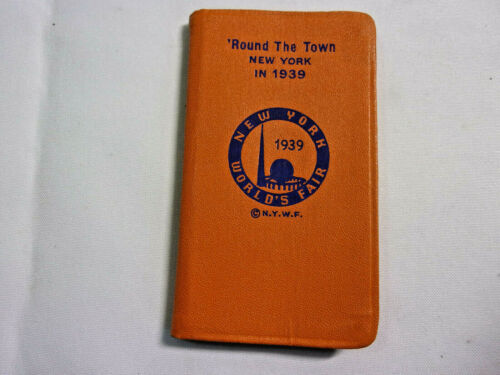 'Round The Town
NEW YORK
IN 1939
NEW YORK
1939
WORLD'S FAIR
© N.Y.W.F.